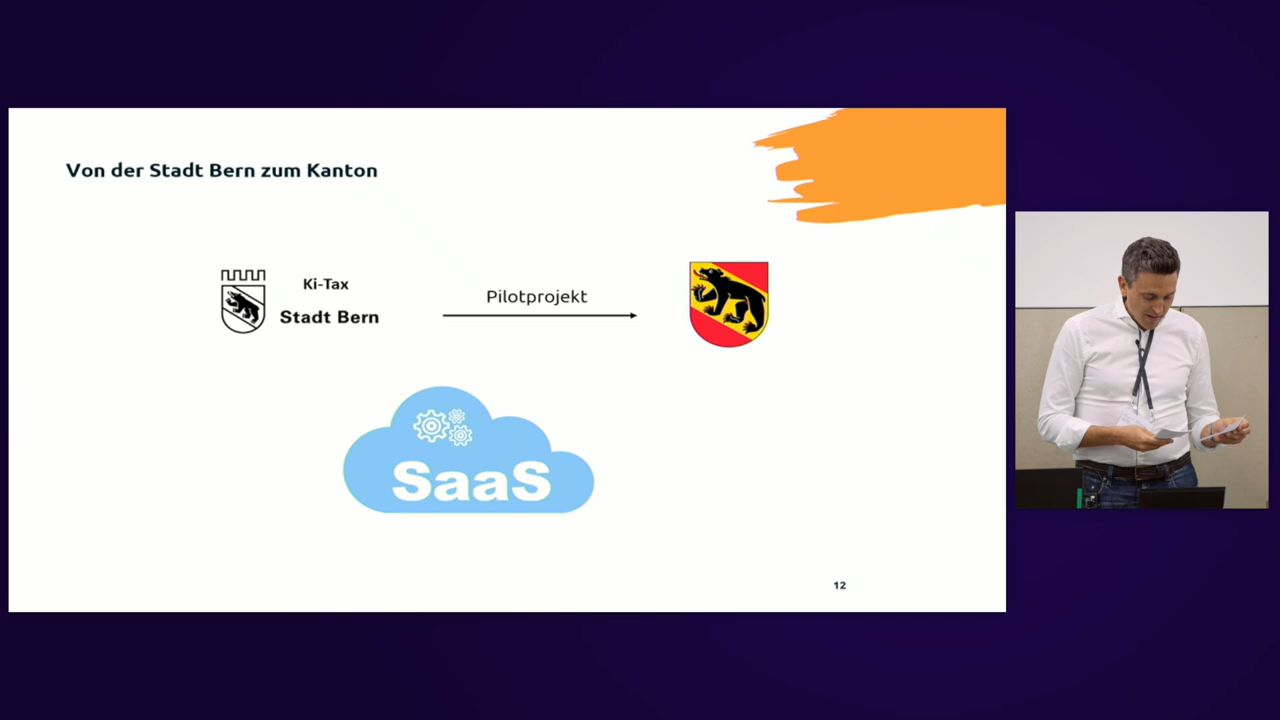 Von der Stadt Bern zum Kanton
Ki-Tax
Stadt Bern
Pilotprojekt
SaaS
12